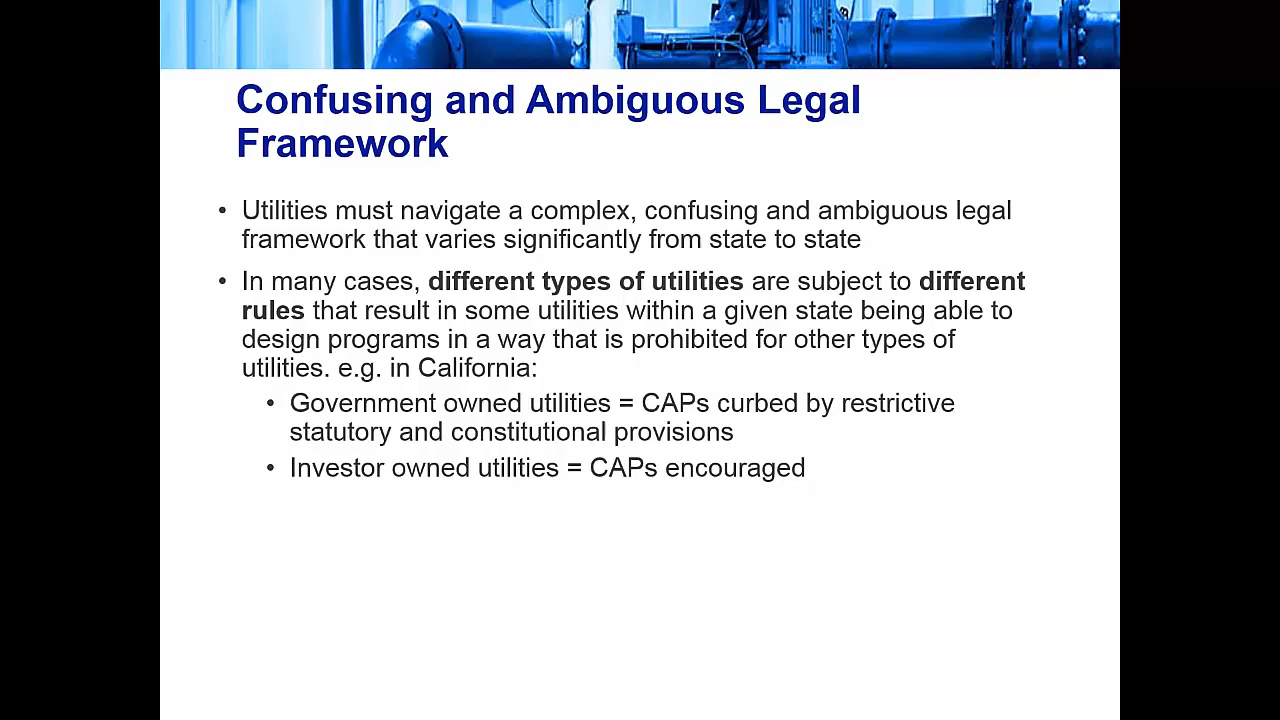 Confusing and Ambiguous Legal
Framework
• Utilities must navigate a complex, confusing and ambiguous legal
framework that varies significantly from state to state
• In many cases, different types of utilities are subject to different
rules that result in some utilities within a given state being able to
design programs in a way that is prohibited for other types of
utilities. e.g. in California:
• Government owned utilities = CAPs curbed by restrictive
statutory and constitutional provisions
• Investor owned utilities = CAPs encouraged